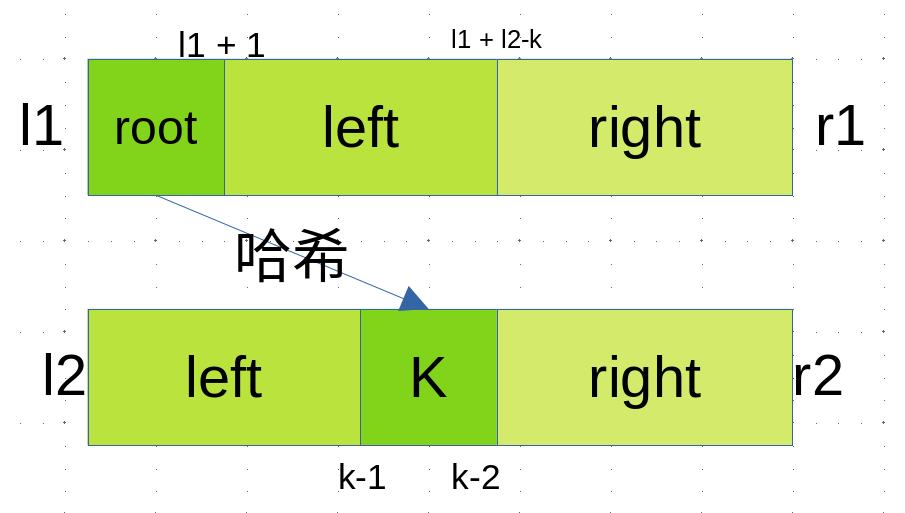 l1 + 1
l1 + l2-k
l1 root left right r1
哈希
l2 left K right r2
k-1
k-2